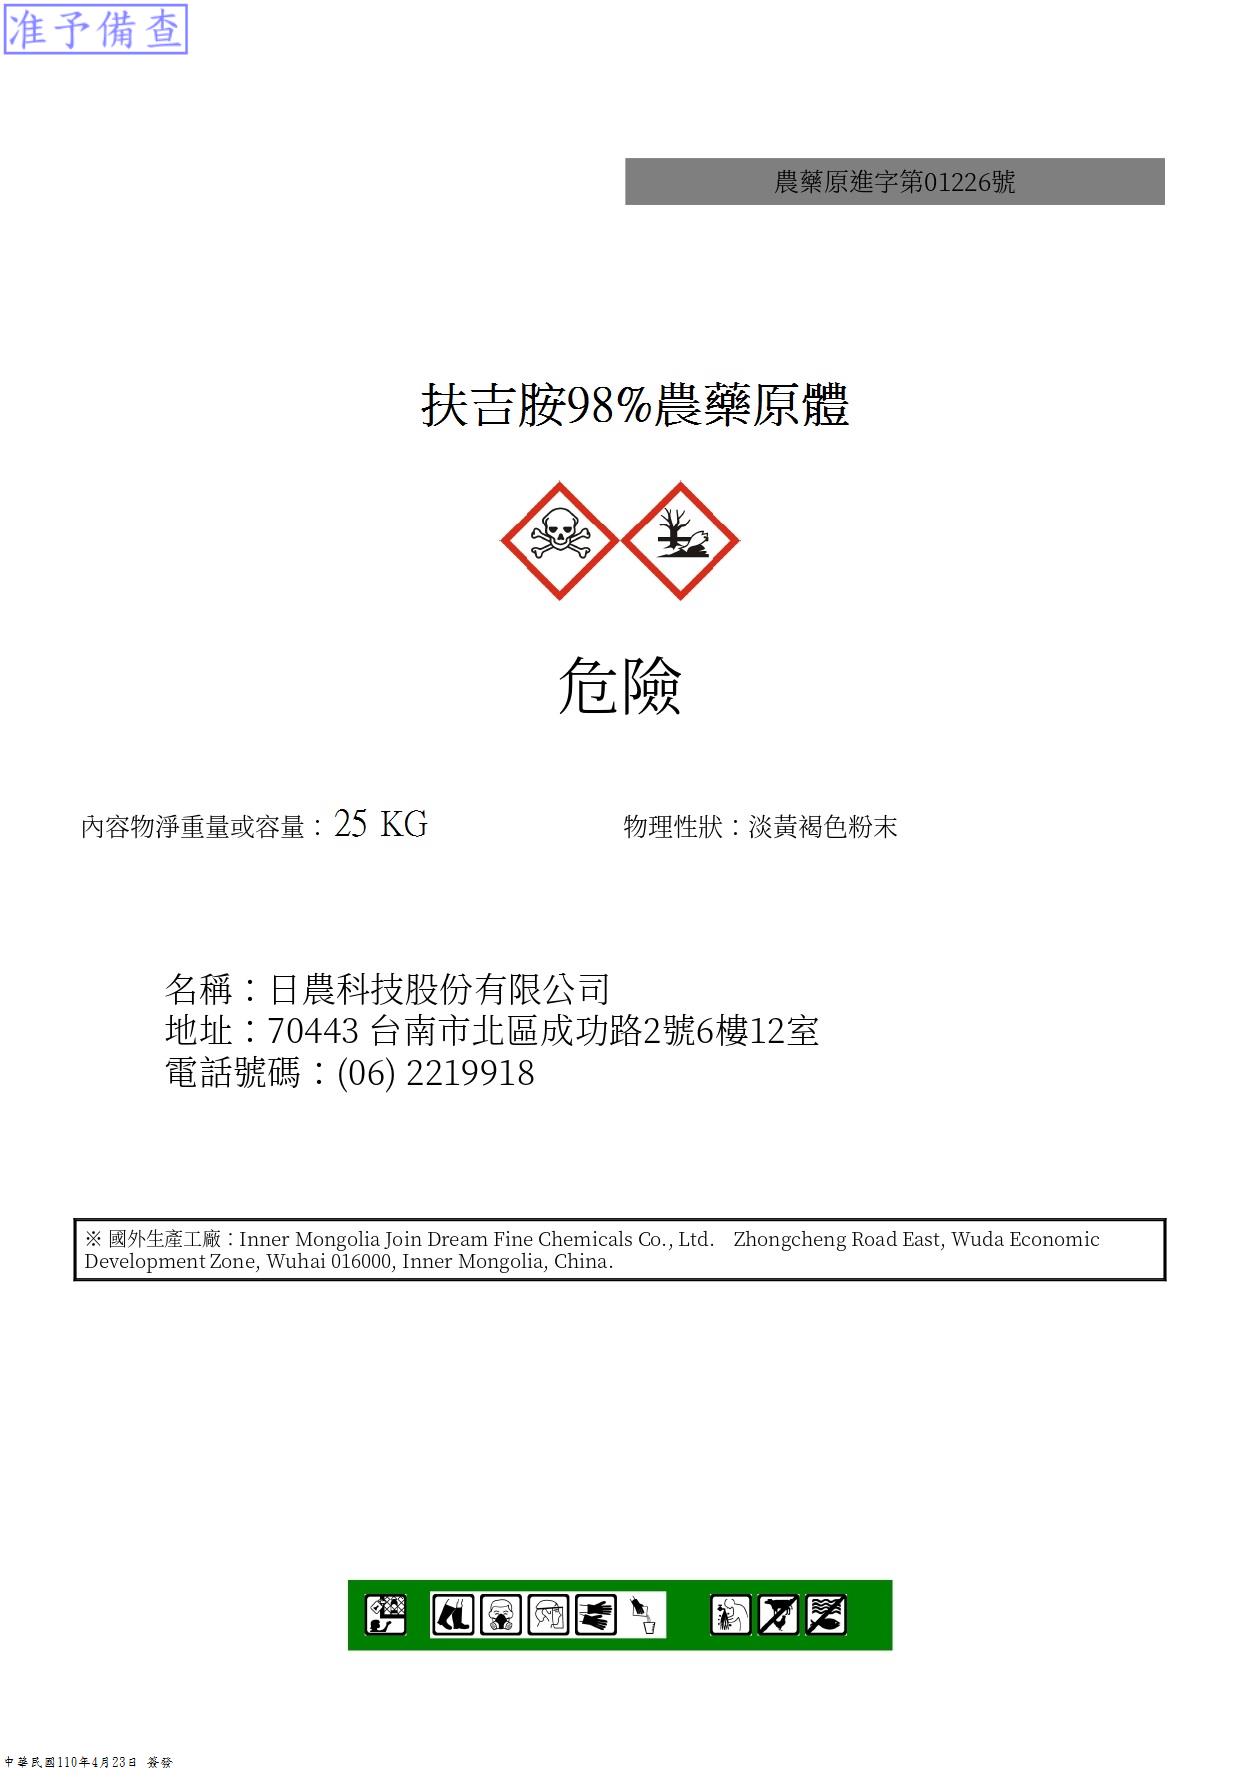 准予備查
農藥原進字第01226號
扶吉胺98%農藥原體
危險
內容物淨重量或容量：25 KG 物理性狀：淡黃褐色粉末
名稱：日農科技股份有限公司
地址：70443 台南市北區成功路2號6樓12室
電話號碼：(06) 2219918
※ 國外生產工廠：Inner Mongolia Join Dream Fine Chemicals Co., Ltd. Zhongcheng Road East, Wuda Economic
Development Zone, Wuhai 016000, Inner Mongolia, China.
中華民國110年4月23日 簽發